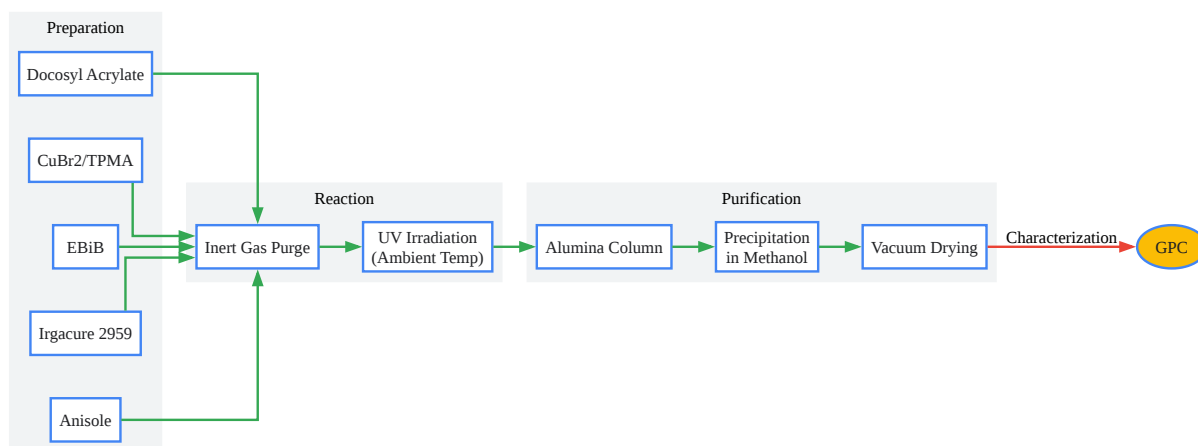 Preparation
Docosyl Acrylate
CuBr2/TPMA
EBiB
Irgacure 2959
Anisole
Reaction
Inert Gas Purge
UV Irradiation
(Ambient Temp)
Purification
Alumina Column
Precipitation
in Methanol
Vacuum Drying
Characterization
GPC